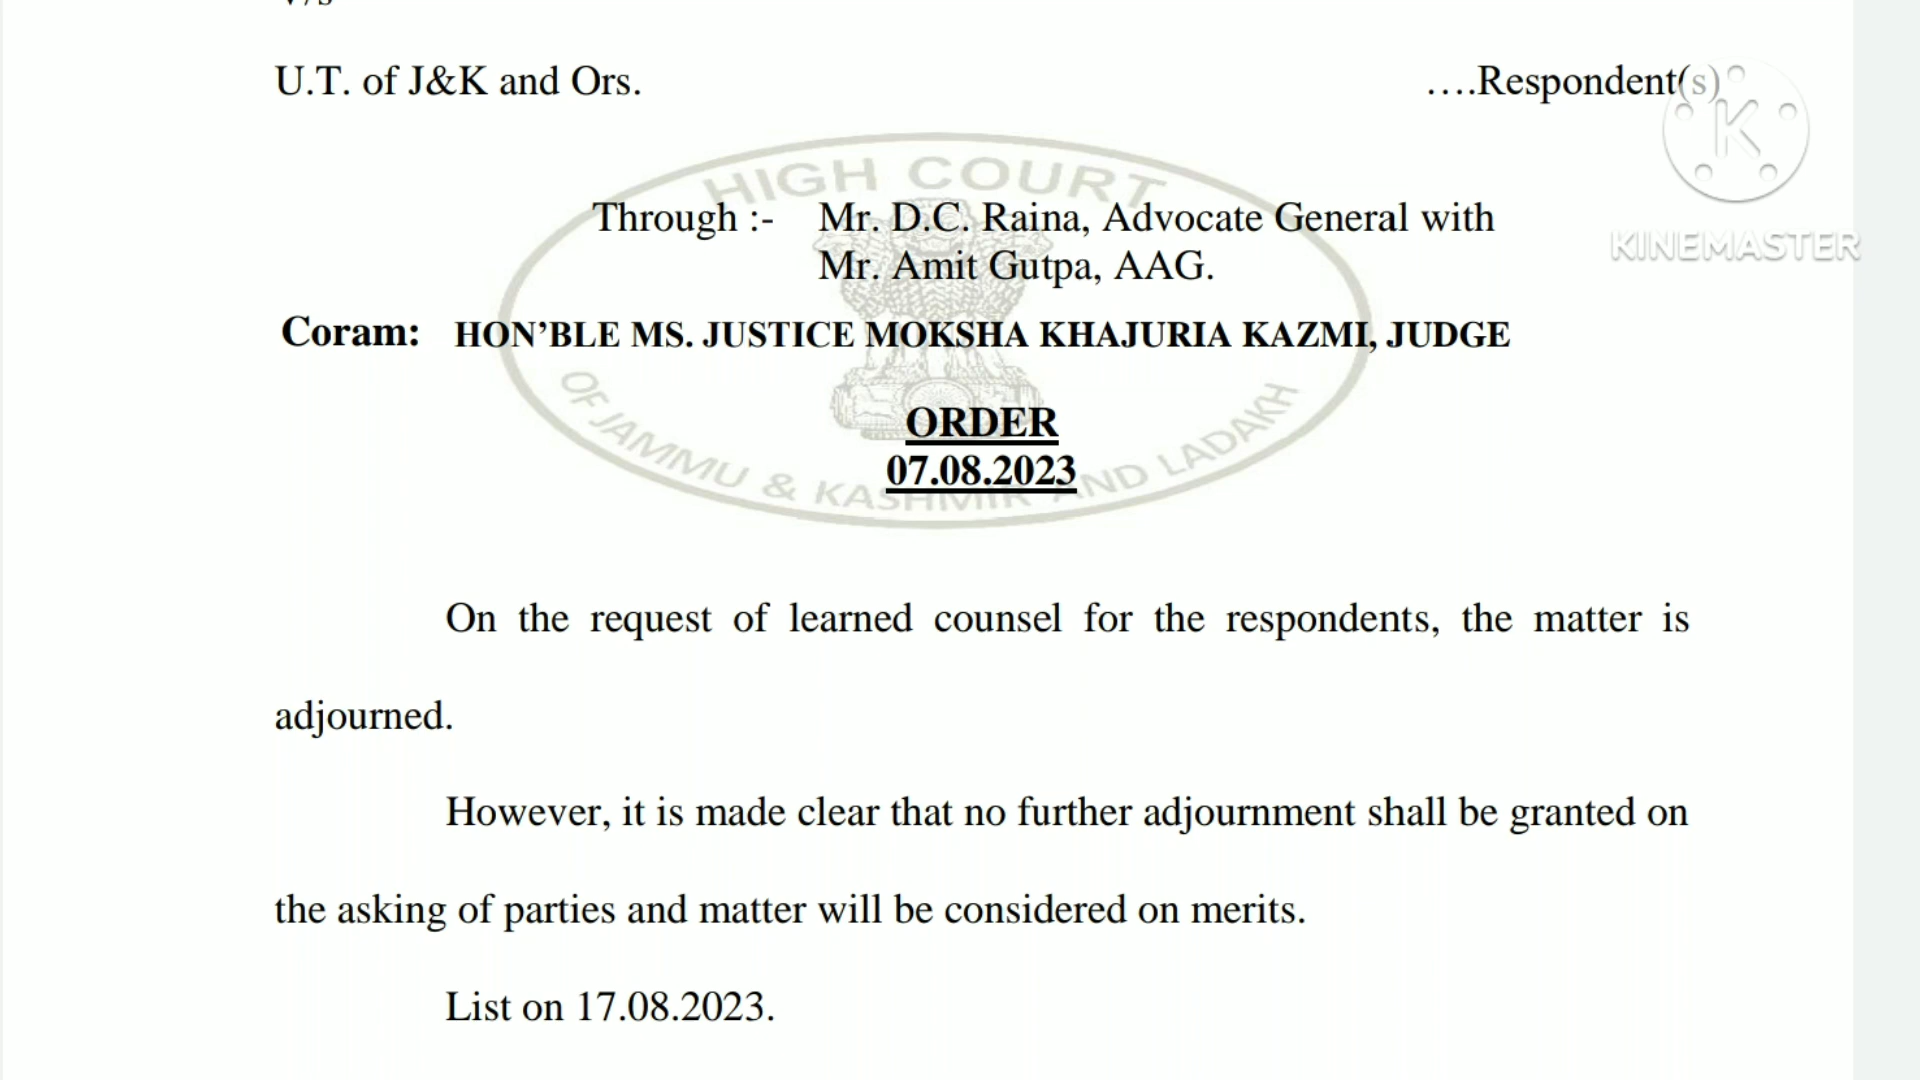 V/s
U.T. of J&K and Ors. ....Respondent(s)
HIGH COURT
Through :- Mr. D.C. Raina, Advocate General with
Mr. Amit Gutpa, AAG.
KINEMASTER
Coram: HON'BLE MS. JUSTICE MOKSHA KHAJURIA KAZMI, JUDGE
ORDER
07.08.2023
OF JAMMU & KASHMIR AND LADAKH
On the request of learned counsel for the respondents, the matter is
adjourned.
However, it is made clear that no further adjournment shall be granted on
the asking of parties and matter will be considered on merits.
List on 17.08.2023.